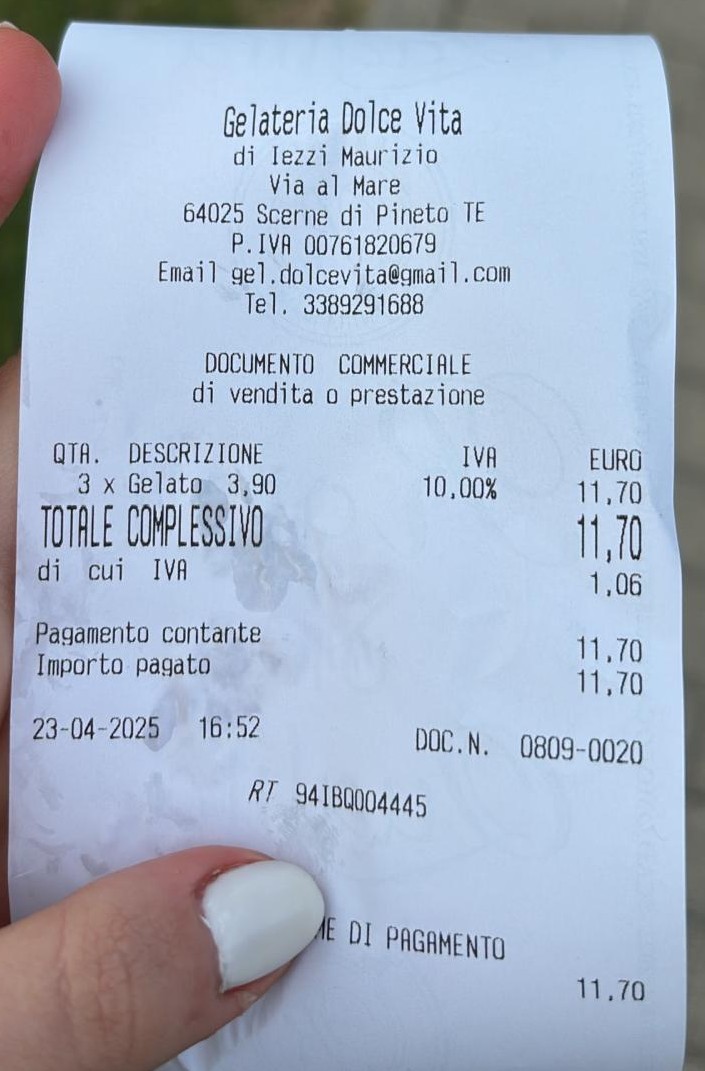 Gelateria Dolce Vita
di Iezzi Maurizio
Via al Mare
64025 Scerne di Pineto TE
P.IVA 00761820679
Email gel.dolcevita@gmail.com
Tel. 3389291688
DOCUMENTO COMMERCIALE
di vendita o prestazione
QTA. DESCRIZIONE IVA EURO
3 x Gelato 3,90 10,00% 11,70
TOTALE COMPLESSIVO 11,70
di cui IVA 1,06
Pagamento contante 11,70
Importo pagato 11,70
23-04-2025 16:52 DOC.N. 0809-0020
RT 94IBQ004445
DI PAGAMENTO
11,70